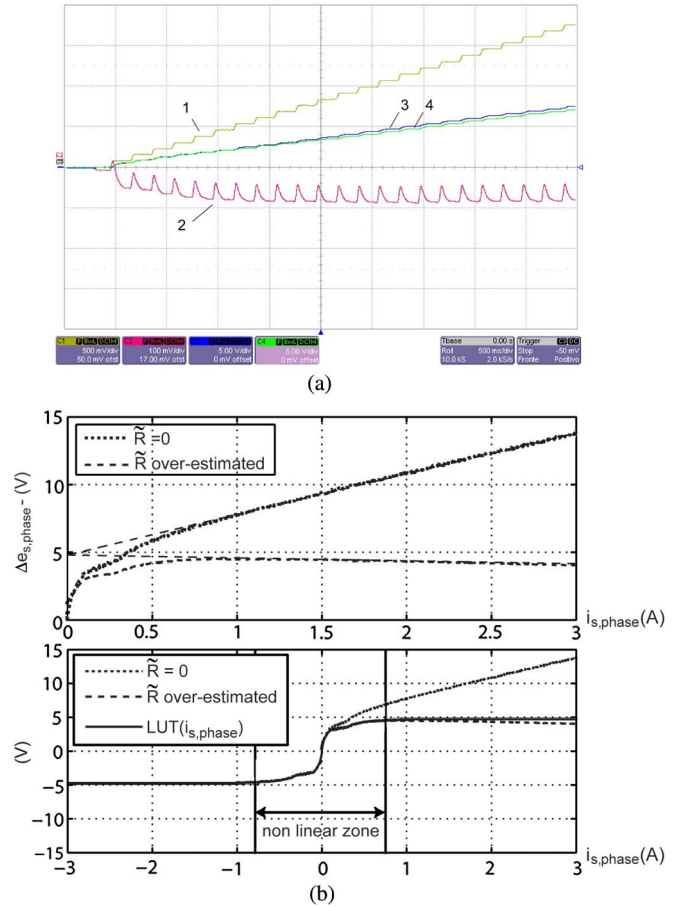 1
2
3 4
C1 500 mV/div 50.0 mV ofst
C2 100 mV/div 17.00 mV ofst
5.00 V/div 0 mV offset
C4 5.00 V/div 0 mV offset
Tbase 0.00 s
Roll 500 ms/div
10.0 kS 2.0 kS/s
Trigger C3 DC
Stop -50 mV
Fronte Positivo
(a)
R̃ =0
R̃ over-estimated
Δe s,phase - (V)
15
10
5
0
0 0.5 1 1.5 2 2.5 3
i s,phase (A)
R̃ = 0
R̃ over-estimated
LUT(i s,phase)
(V)
15
10
5
0
−5
−10
−15
non linear zone
−3 −2 −1 0 1 2 3
i s,phase (A)
(b)